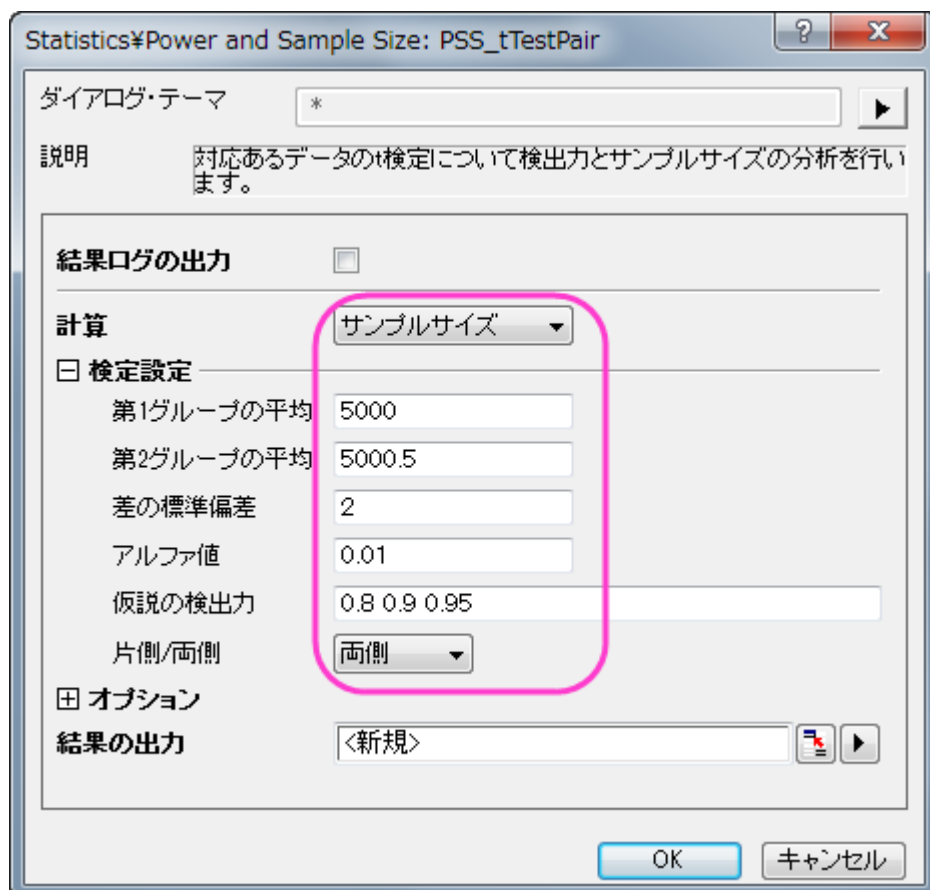 Statistics¥Power and Sample Size: PSS_tTestPair
ダイアログ・テーマ
*
説明
対応あるデータのt検定について検出力とサンプルサイズの分析を行い
ます。
結果ログの出力
計算
サンプルサイズ
検定設定
第1グループの平均
5000
第2グループの平均
5000.5
差の標準偏差
2
アルファ値
0.01
仮説の検出力
0.8 0.9 0.95
片側/両側
両側
オプション
結果の出力
<新規>
OK
キャンセル